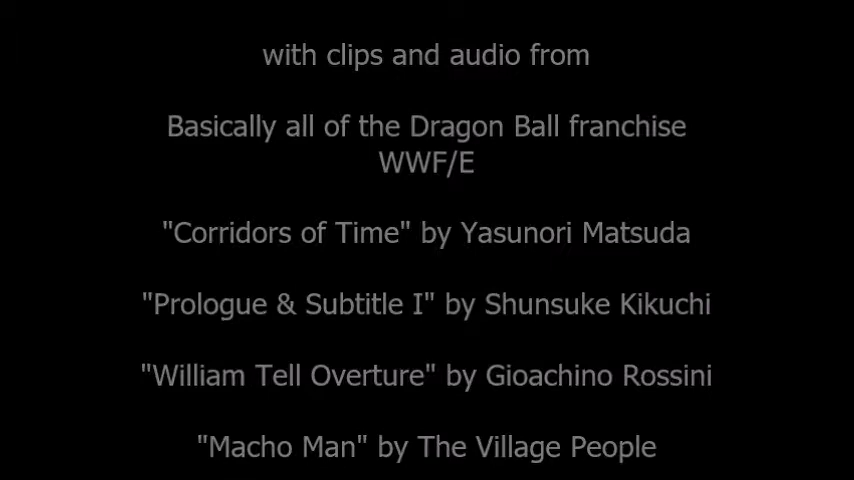 with clips and audio from
Basically all of the Dragon Ball franchise
WWF/E
"Corridors of Time" by Yasunori Matsuda
"Prologue & Subtitle I" by Shunsuke Kikuchi
"William Tell Overture" by Gioachino Rossini
"Macho Man" by The Village People